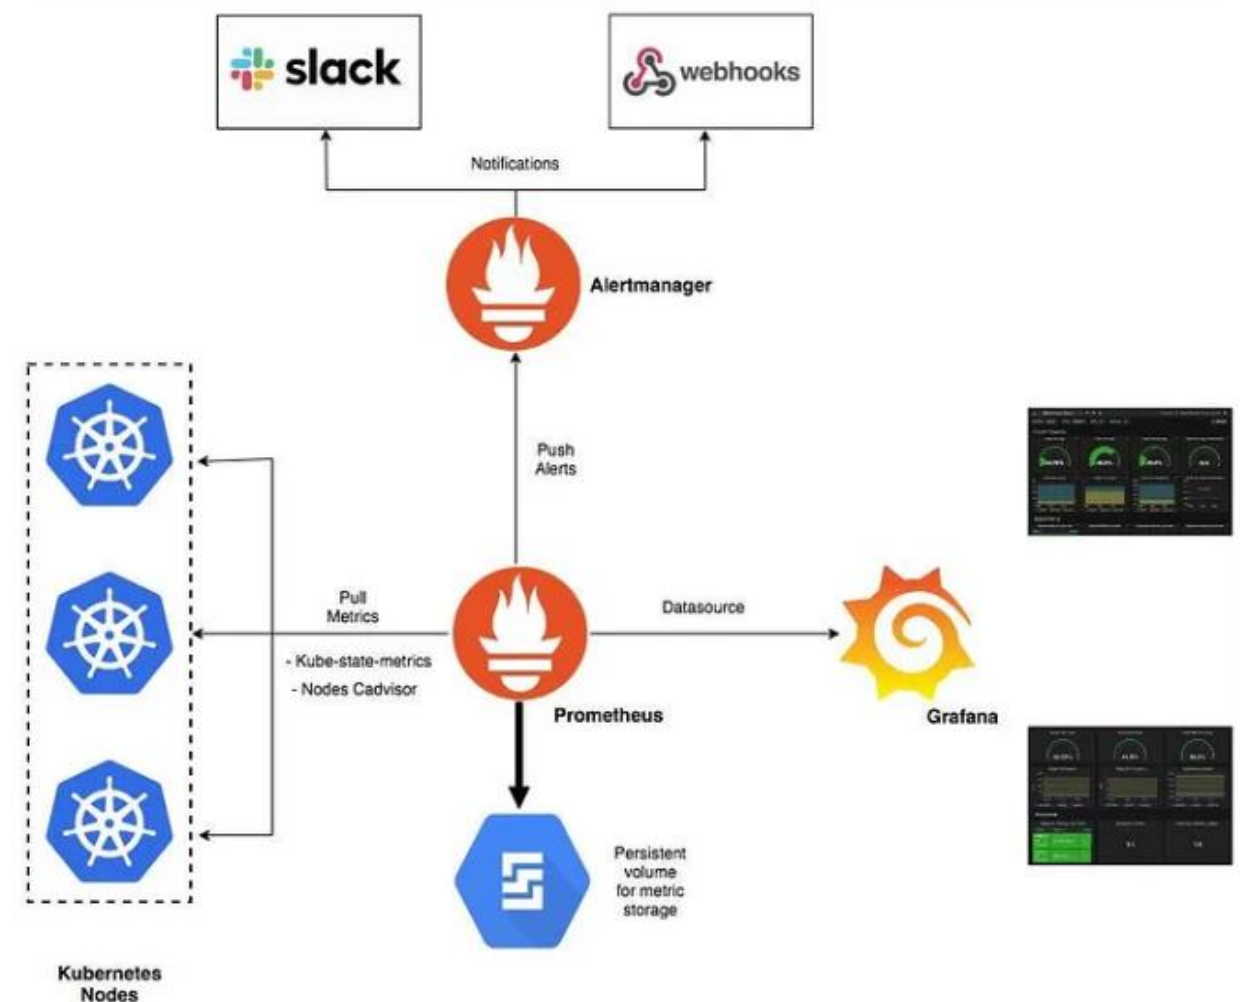 slack
webhooks
Notifications
Alertmanager
Push
Alerts
Pull
Metrics
- Kube-state-metrics
- Nodes Cadvisor
Datasource
Prometheus
Grafana
Persistent
volume
for metric
storage
Kubernetes
Nodes